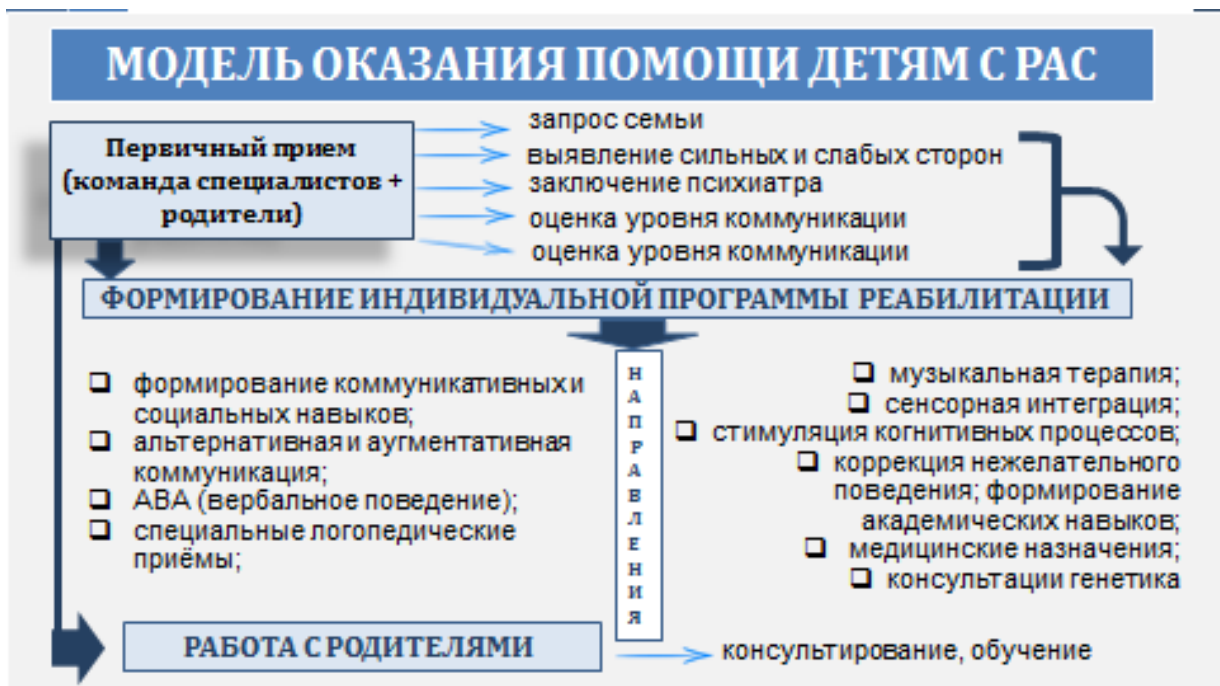 МОДЕЛЬ ОКАЗАНИЯ ПОМОЩИ ДЕТЯМ С РАС
Первичный прием
(команда специалистов +
родители)
запрос семьи
выявление сильных и слабых сторон
заключение психиатра
оценка уровня коммуникации
оценка уровня коммуникации
ФОРМИРОВАНИЕ ИНДИВИДУАЛЬНОЙ ПРОГРАММЫ РЕАБИЛИТАЦИИ
НАПРАВЛЕНИЯ
формирование коммуникативных и
социальных навыков;
альтернативная и аугментативная
коммуникация;
АВА (вербальное поведение);
специальные логопедические
приёмы;
музыкальная терапия;
сенсорная интеграция;
стимуляция когнитивных процессов;
коррекция нежелательного
поведения; формирование
академических навыков;
медицинские назначения;
консультации генетика
РАБОТА С РОДИТЕЛЯМИ
консультирование, обучение